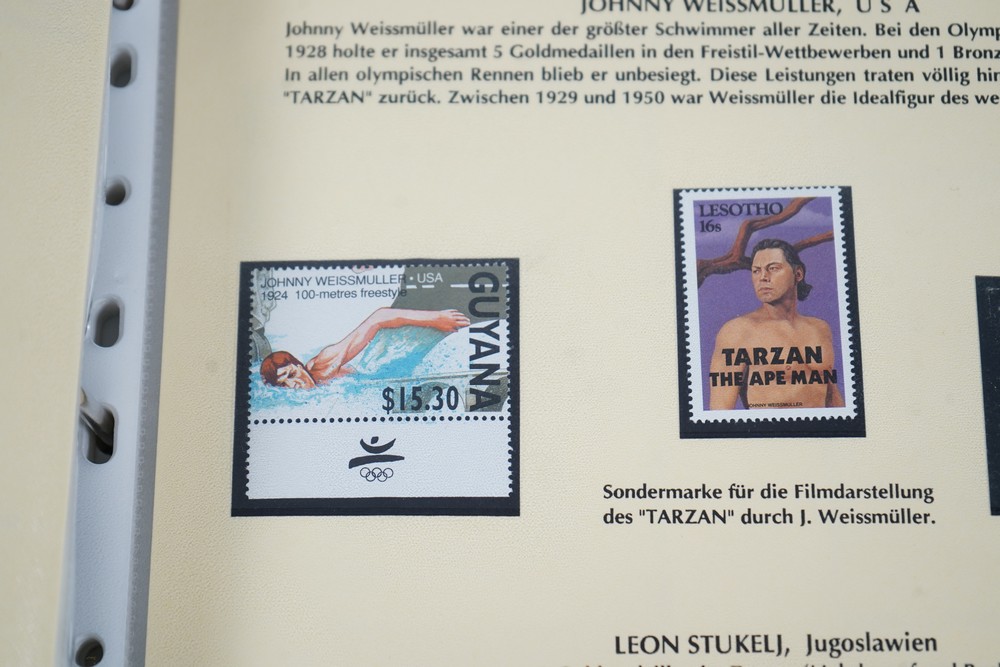 JOHNNY WEISSMÜLLER, U S A
Johnny Weissmüller war einer der größter Schwimmer aller Zeiten. Bei den
1928 holte er insgesamt 5 Goldmedaillen in den Freistil-Wettbewerben und 1
In allen olympischen Rennen blieb er unbesiegt. Diese Leistungen traten völlig
"TARZAN" zurück. Zwischen 1929 und 1950 war Weissmüller die Idealfigur des
JOHNNY WEISSMULLER · USA
1924 100-metres freestyle
GUYANA
$15.30
LESOTHO
16s
TARZAN
THE APE MAN
JOHNNY WEISSMULLER
Sondermarke für die Filmdarstellung
des "TARZAN" durch J. Weissmüller.
LEON STUKELJ, Jugoslawien